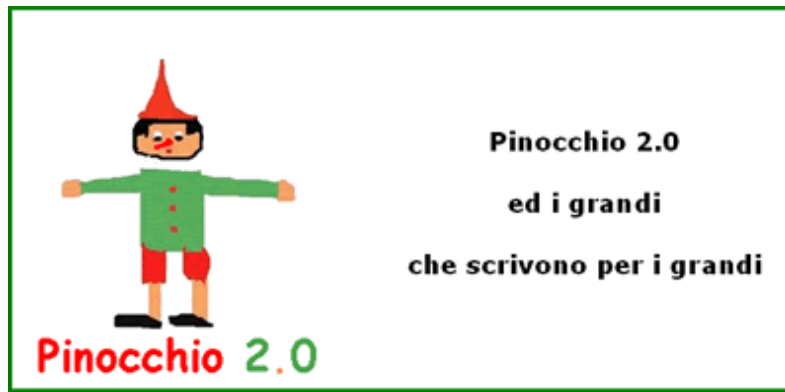 Pinocchio 2.0
ed i grandi
che scrivono per i grandi
Pinocchio 2.0